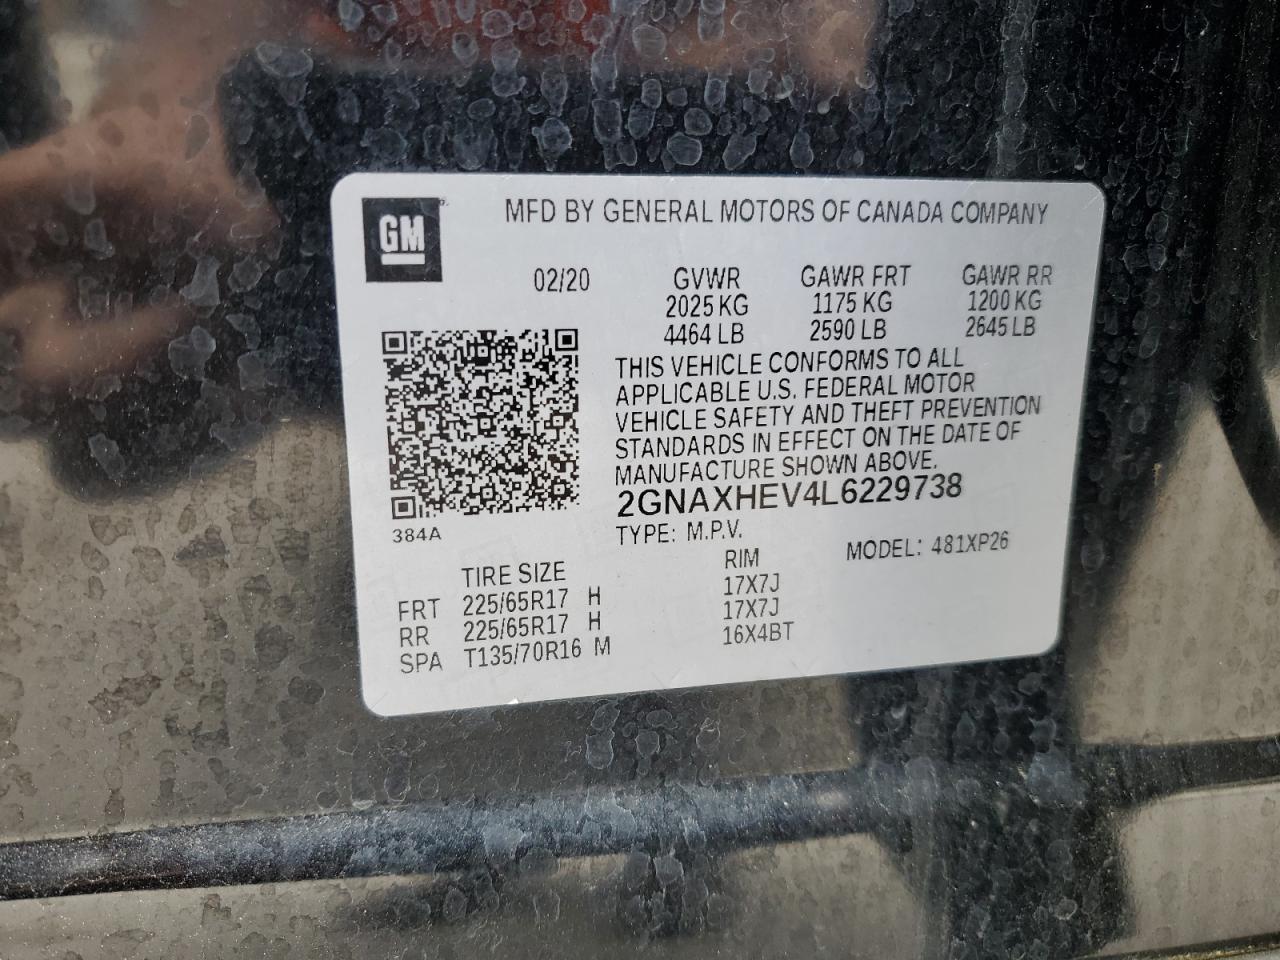 GM
MFD BY GENERAL MOTORS OF CANADA COMPANY
02/20 GVWR GAWR FRT GAWR RR
2025 KG 1175 KG 1200 KG
4464 LB 2590 LB 2645 LB
THIS VEHICLE CONFORMS TO ALL
APPLICABLE U.S. FEDERAL MOTOR
VEHICLE SAFETY AND THEFT PREVENTION
STANDARDS IN EFFECT ON THE DATE OF
MANUFACTURE SHOWN ABOVE.
2GNAXHEV4L6229738
384A
TYPE: M.P.V. MODEL: 481XP26
TIRE SIZE RIM
FRT 225/65R17 H 17X7J
RR 225/65R17 H 17X7J
SPA T135/70R16 M 16X4BT